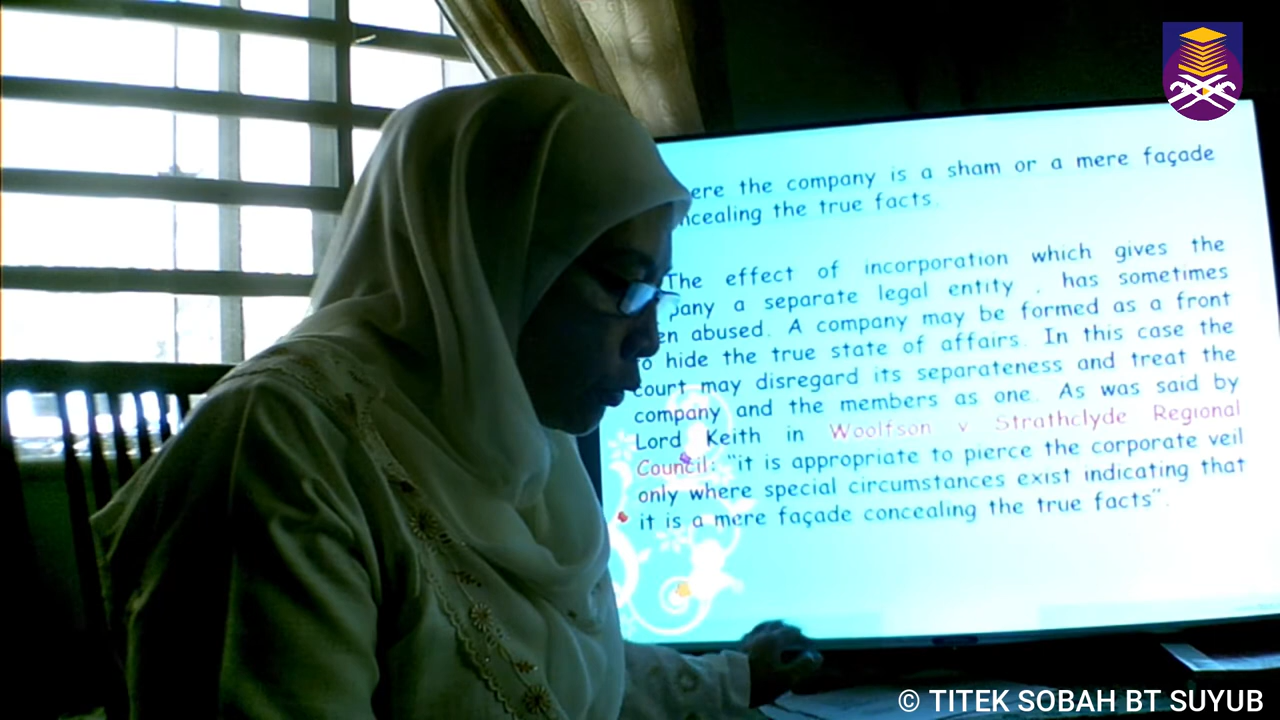 ere the company is a sham or a mere façade
ncealing the true facts.
The effect of incorporation which gives the
pany a separate legal entity , has sometimes
en abused. A company may be formed as a front
o hide the true state of affairs. In this case the
court may disregard its separateness and treat the
company and the members as one. As was said by
Lord Keith in Woolfson v Strathclyde Regional
Council: "it is appropriate to pierce the corporate veil
only where special circumstances exist indicating that
it is a mere façade concealing the true facts".
© TITEK SOBAH BT SUYUB